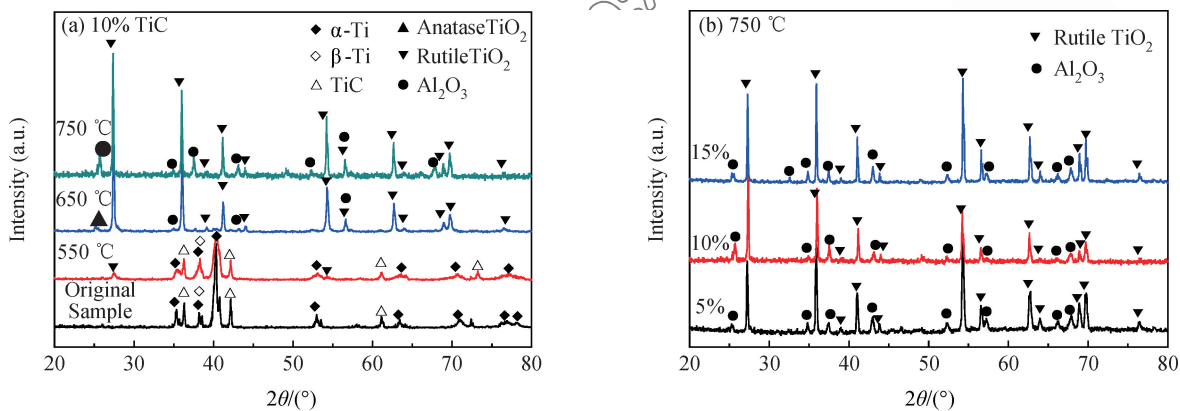 (a) 10% TiC
α-Ti
β-Ti
TiC
AnataseTiO₂
RutileTiO₂
Al₂O₃
750 ℃
650 ℃
550 ℃
Original
Sample
Intensity (a.u.)
20 30 40 50 60 70 80
2θ/(°)
(b) 750 ℃
Rutile TiO₂
Al₂O₃
15%
10%
5%
Intensity (a.u.)
20 30 40 50 60 70 80
2θ/(°)